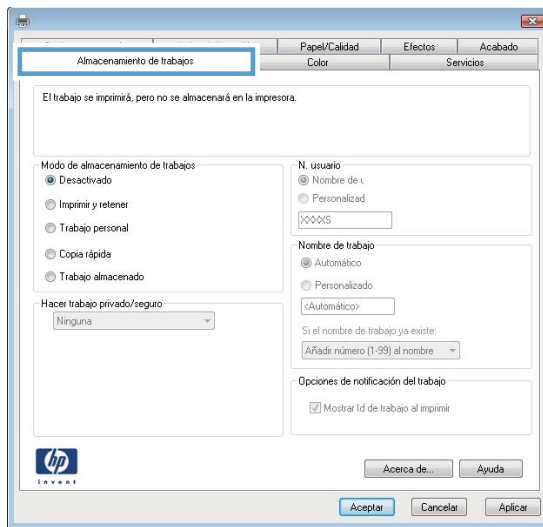 Papel/Calidad Efectos Acabado
Almacenamiento de trabajos Color Servicios
El trabajo se imprimirá, pero no se almacenará en la impresora.
Modo de almacenamiento de trabajos
Desactivado
Imprimir y retener
Trabajo personal
Copia rápida
Trabajo almacenado
Hacer trabajo privado/seguro
Ninguna
N. usuario
Nombre de u
Personalizad
XXXXS
Nombre de trabajo
Automático
Personalizado
<Automático>
Si el nombre de trabajo ya existe:
Añadir número (1-99) al nombre
Opciones de notificación del trabajo
Mostrar Id de trabajo al imprimir
hp
invent
Acerca de... Ayuda
Aceptar Cancelar Aplicar